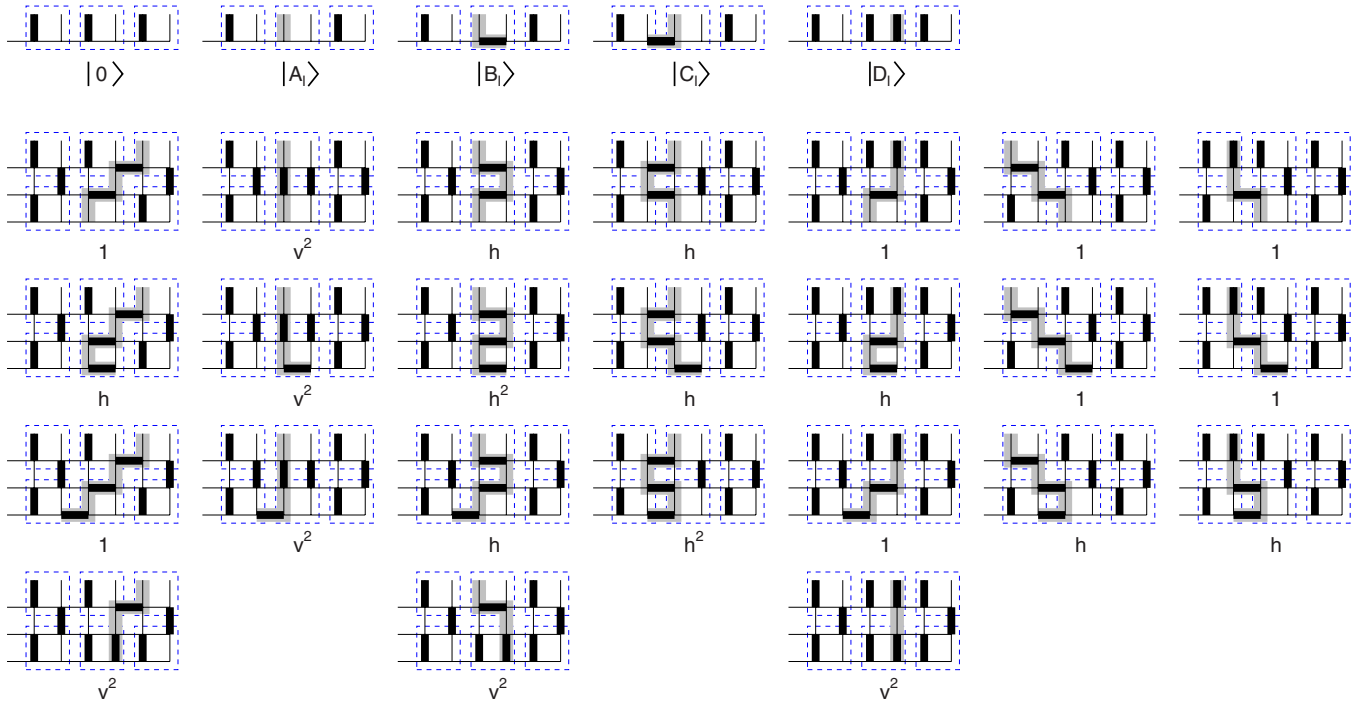 |0⟩ |A_l⟩ |B_l⟩ |C_l⟩ |D_l⟩
1 v² h h 1 1 1
h v² h² h h 1 1
1 v² h h² 1 h h
v² v² v²